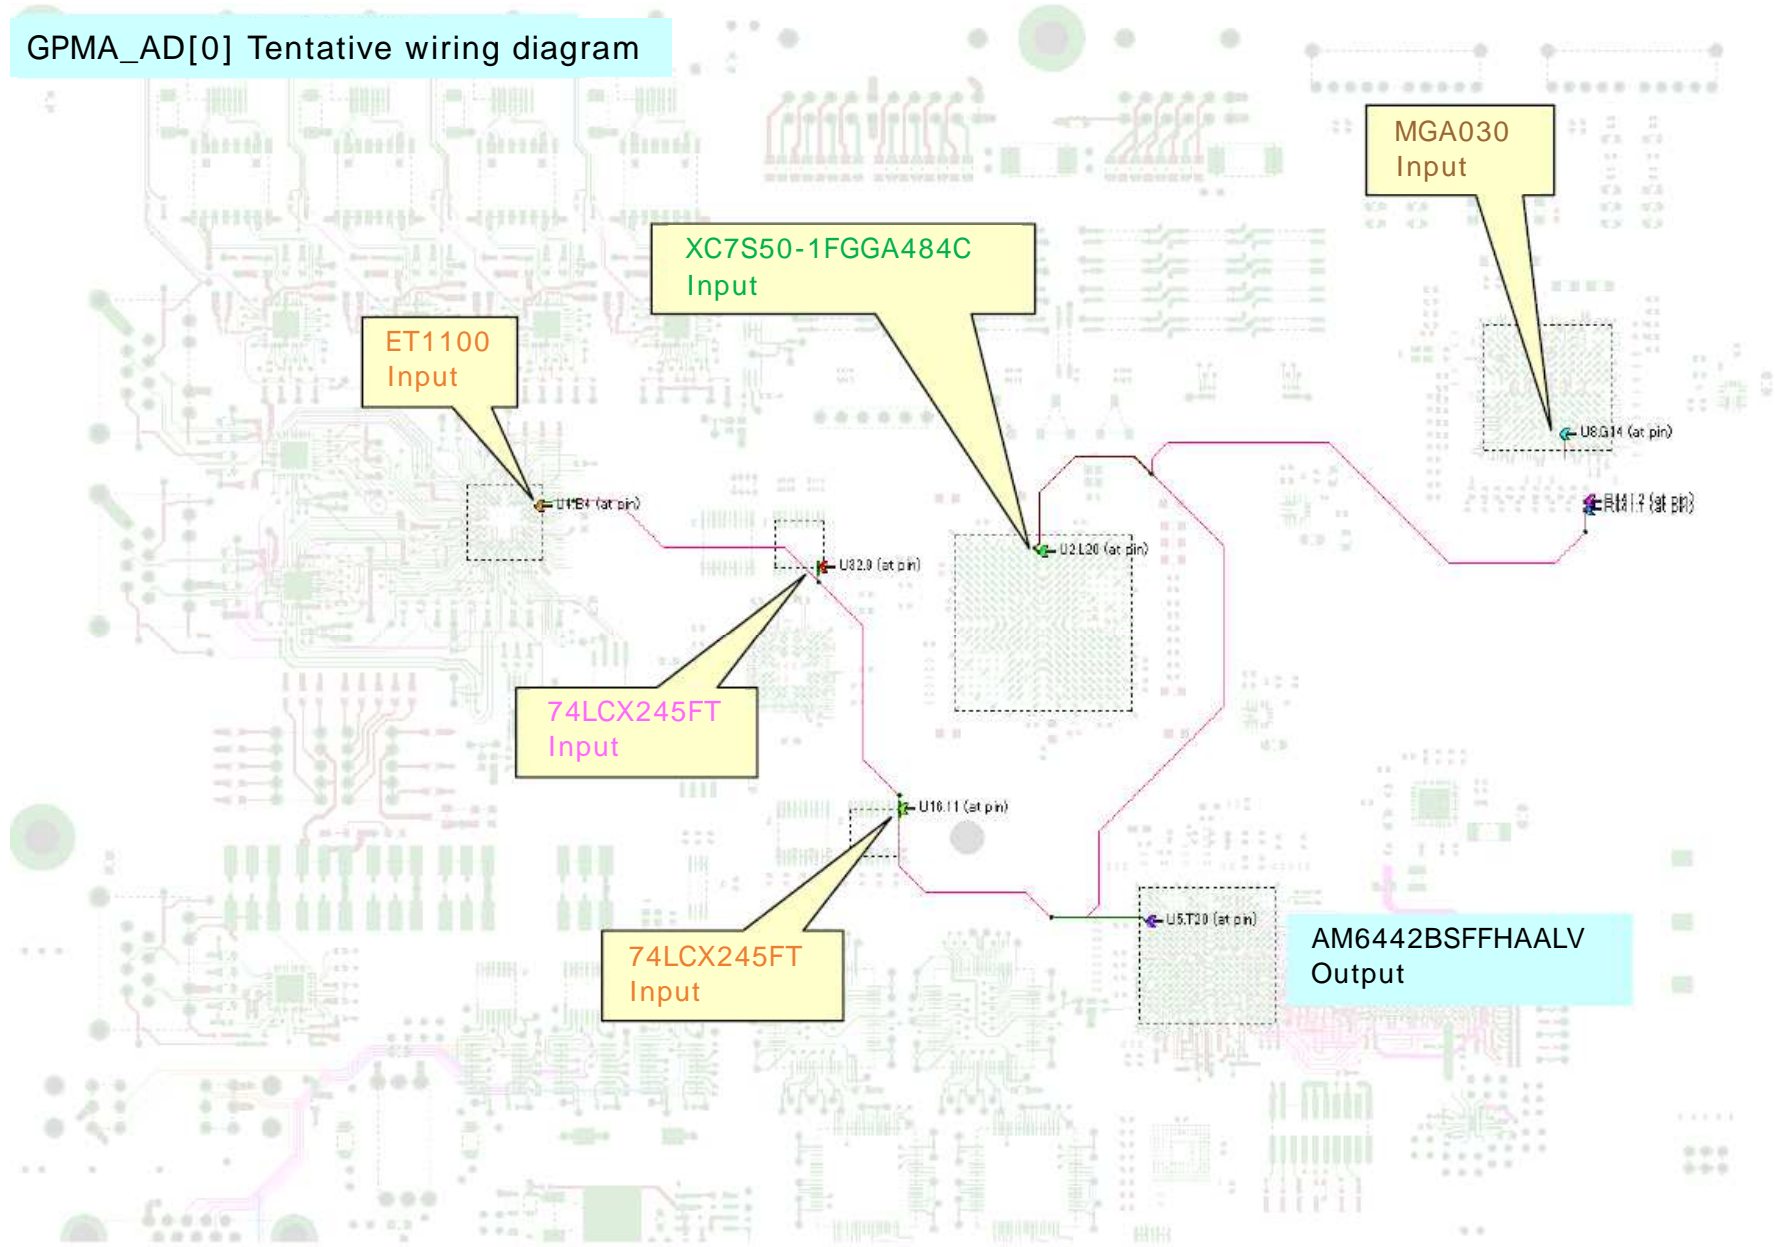 GPMA_AD[0] Tentative wiring diagram
MGA030
Input
XC7S50-1FGGA484C
Input
ET1100
Input
U8.G14 (at pin)
(at pin)
(at pin)
U2.L20 (at pin)
U32.9 (at pin)
74LCX245FT
Input
U16.11 (at pin)
U5.T20 (at pin)
AM6442BSFFHAALV
Output
74LCX245FT
Input